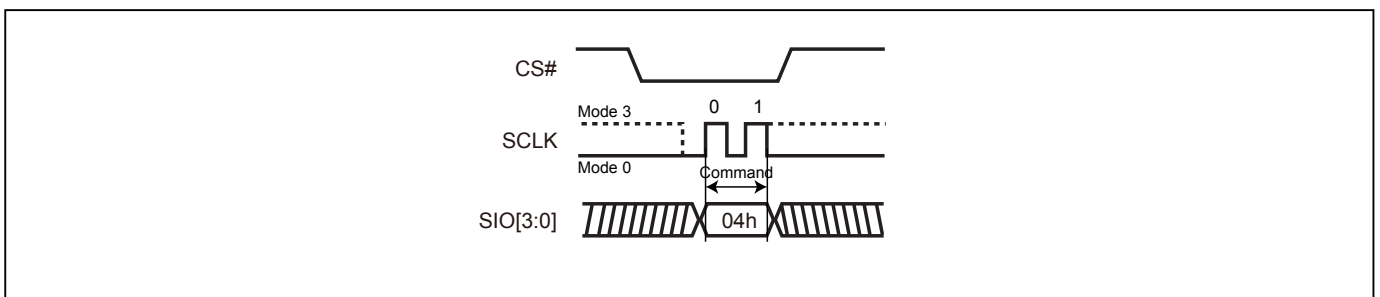 CS#
Mode 3
0 1
SCLK
Mode 0
Command
SIO[3:0]
04h